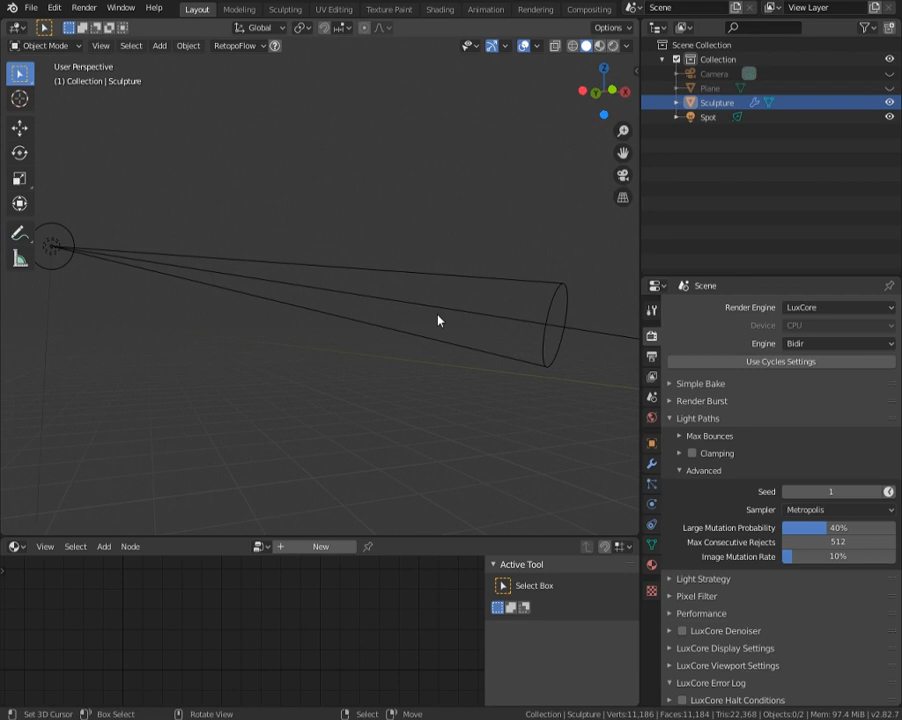 File Edit Render Window Help Layout Modeling Sculpting UV Editing Texture Paint Shading Animation Rendering Compositing Scene View Layer
Global Options
Object Mode View Select Add Object RetopoFlow
User Perspective
(1) Collection | Sculpture
Z
Y
X
Scene Collection
Collection
Camera
Plane
Sculpture
Spot
Scene
Render Engine LuxCore
Device CPU
Engine Bidir
Use Cycles Settings
Simple Bake
Render Burst
Light Paths
Max Bounces
Clamping
Advanced
Seed 1
Sampler Metropolis
Large Mutation Probability 40%
Max Consecutive Rejects 512
Image Mutation Rate 10%
Light Strategy
Pixel Filter
Performance
LuxCore Denoiser
LuxCore Display Settings
LuxCore Viewport Settings
LuxCore Error Log
LuxCore Halt Conditions
View Select Add Node New
Active Tool
Select Box
Set 3D Cursor Box Select Rotate View Select Move Collection | Sculpture | Verts:11,186 | Faces:11,184 | Tris:22,368 | Objects:0/2 | Mem: 97.4 MiB | v2.82.7